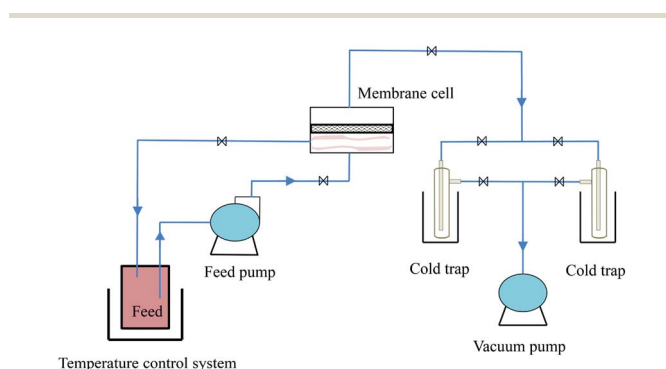 Membrane cell
Feed pump
Cold trap
Cold trap
Feed
Vacuum pump
Temperature control system